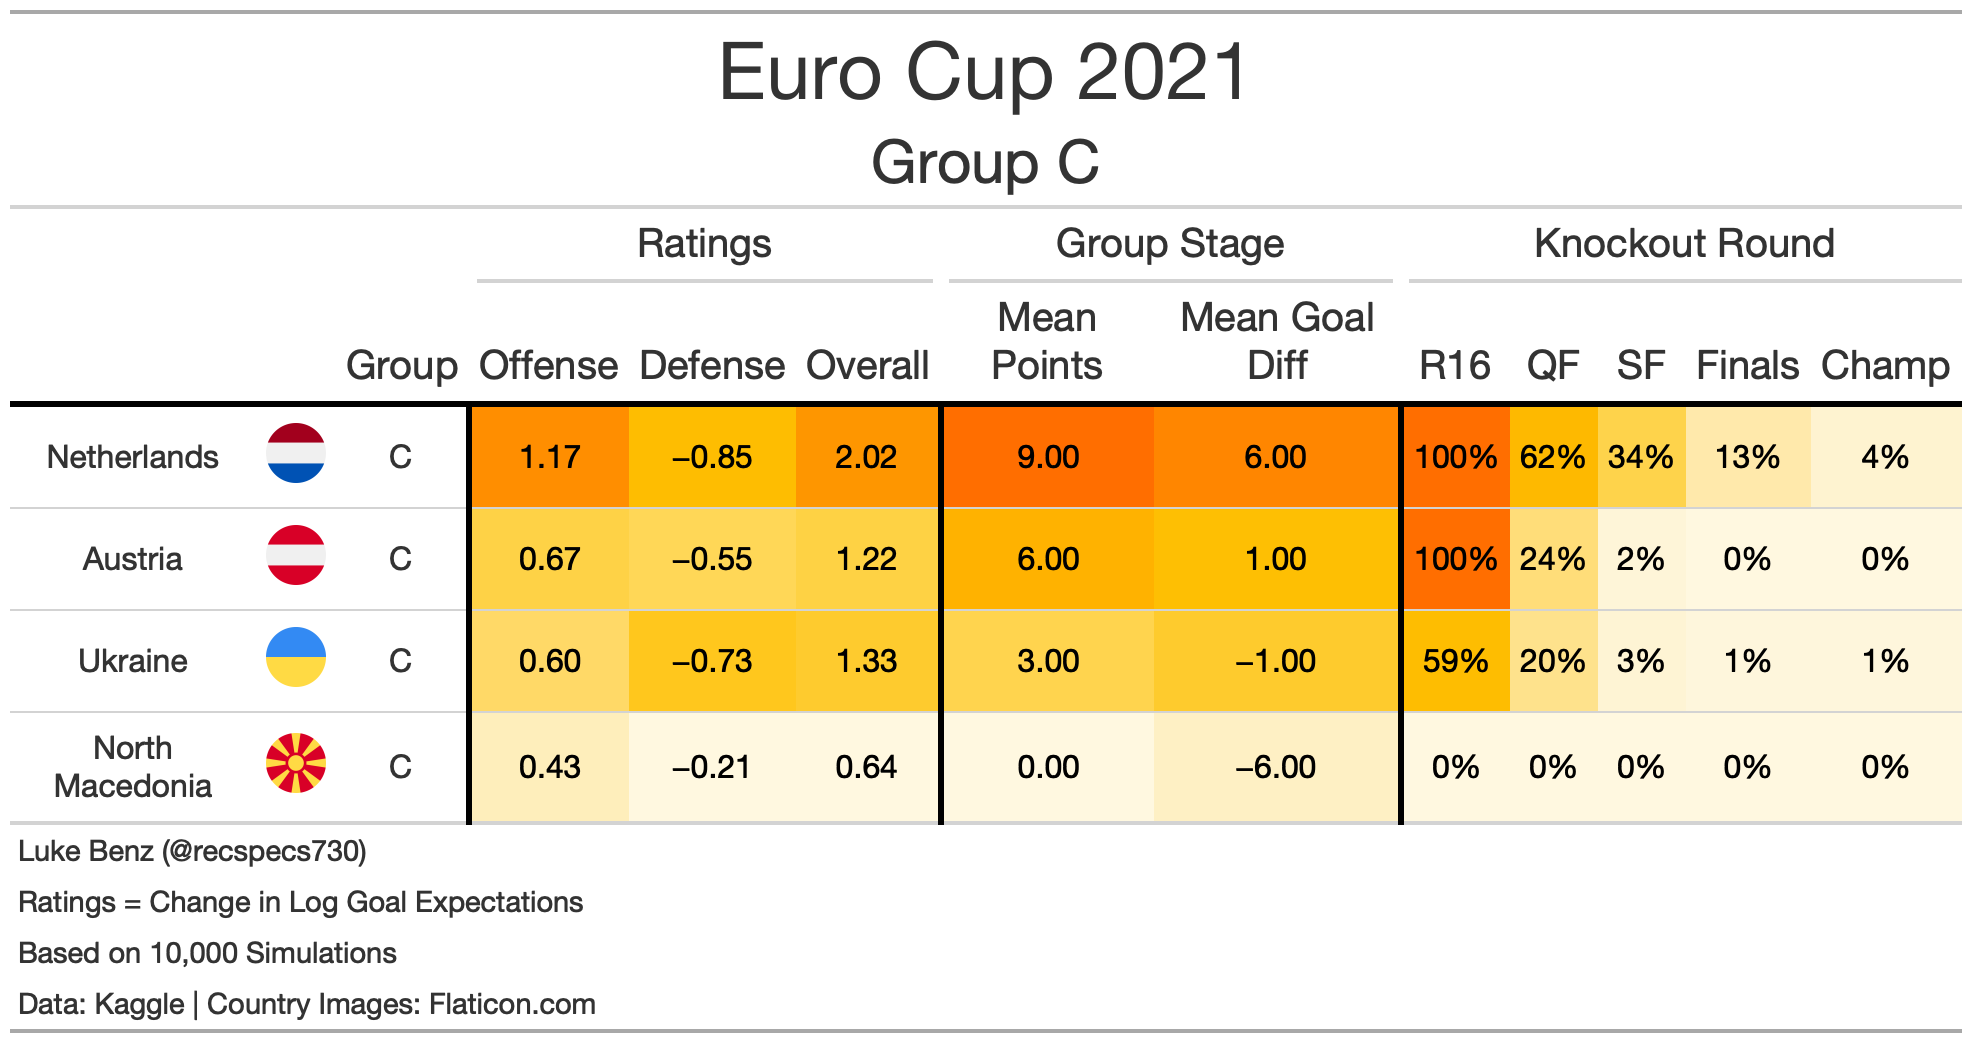 Euro Cup 2021
Group C
Ratings Group Stage Knockout Round
Group Offense Defense Overall Mean Points Mean Goal Diff R16 QF SF Finals Champ
Netherlands C 1.17 −0.85 2.02 9.00 6.00 100% 62% 34% 13% 4%
Austria C 0.67 −0.55 1.22 6.00 1.00 100% 24% 2% 0% 0%
Ukraine C 0.60 −0.73 1.33 3.00 −1.00 59% 20% 3% 1% 1%
North Macedonia C 0.43 −0.21 0.64 0.00 −6.00 0% 0% 0% 0% 0%
Luke Benz (@recspecs730)
Ratings = Change in Log Goal Expectations
Based on 10,000 Simulations
Data: Kaggle | Country Images: Flaticon.com